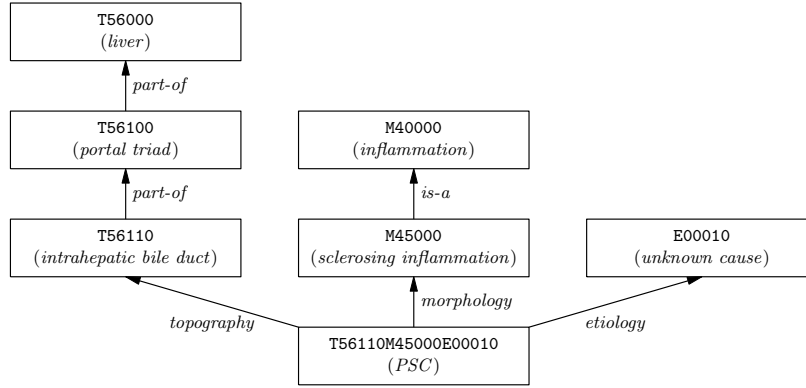 T56000
(liver)
part-of
T56100
(portal triad)
M40000
(inflammation)
part-of
is-a
T56110
(intrahepatic bile duct)
M45000
(sclerosing inflammation)
E00010
(unknown cause)
topography
morphology
etiology
T56110M45000E00010
(PSC)